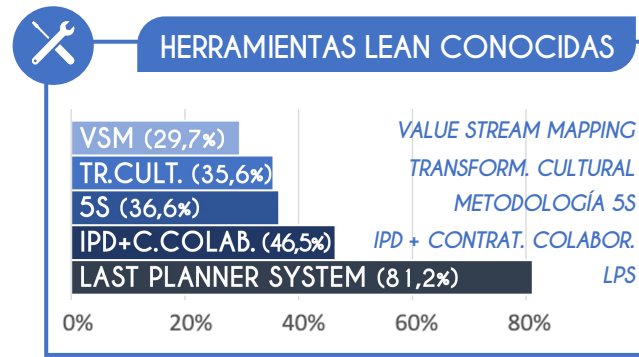 HERRAMIENTAS LEAN CONOCIDAS
VSM (29,7%) VALUE STREAM MAPPING
TR.CULT. (35,6%) TRANSFORM. CULTURAL
5S (36,6%) METODOLOGÍA 5S
IPD+C.COLAB. (46,5%) IPD + CONTRAT. COLABOR.
LAST PLANNER SYSTEM (81,2%) LPS
0% 20% 40% 60% 80%